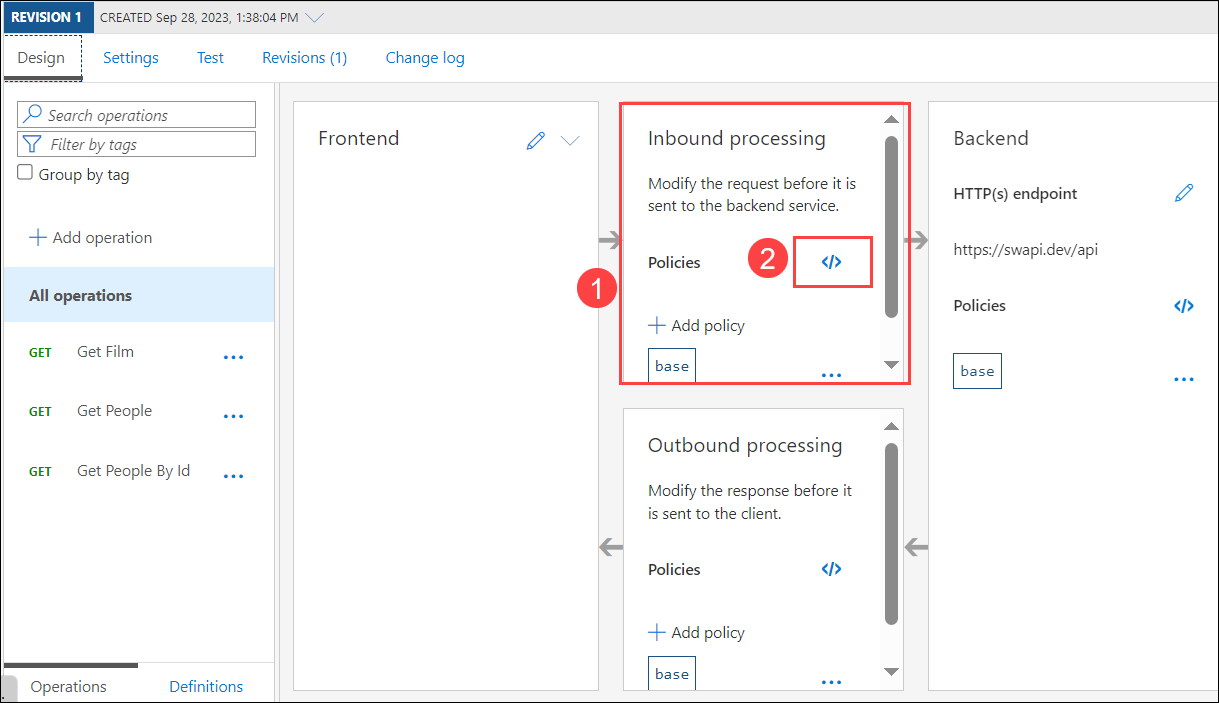 REVISION 1 CREATED Sep 28, 2023, 1:38:04 PM
Design Settings Test Revisions (1) Change log
Search operations
Filter by tags
Group by tag
Add operation
All operations
GET Get Film
GET Get People
GET Get People By Id
Operations Definitions
Frontend
Inbound processing
Modify the request before it is
sent to the backend service.
1
Policies 2 </>
Add policy
base
Outbound processing
Modify the response before it
is sent to the client.
Policies </>
Add policy
base
Backend
HTTP(s) endpoint
https://swapi.dev/api
Policies </>
base